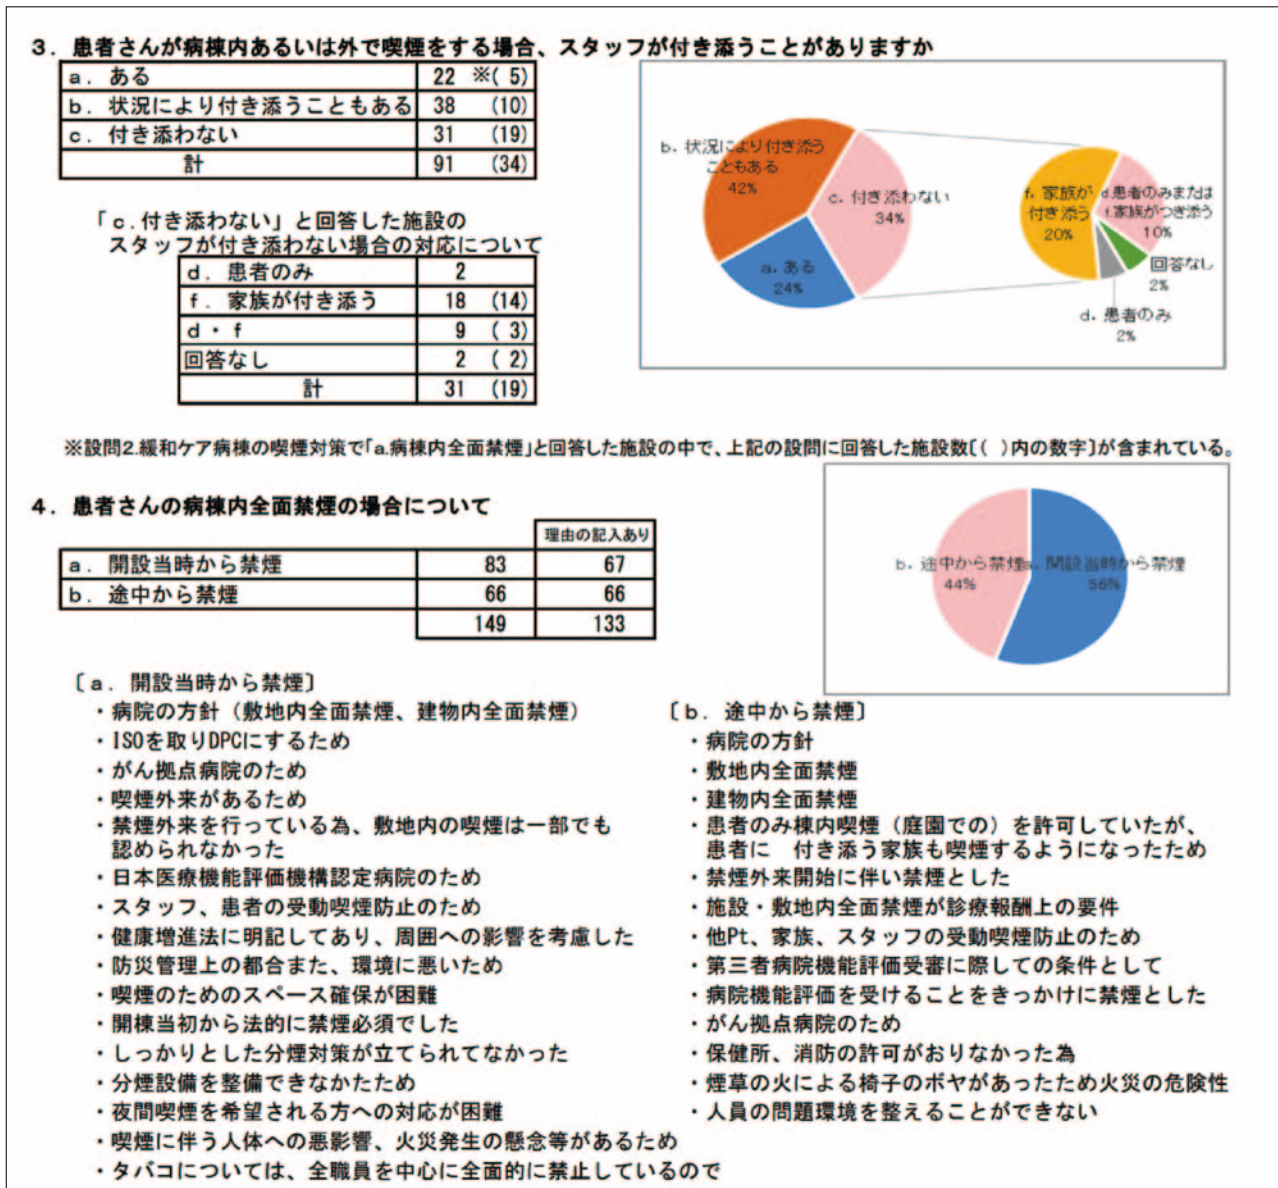 3．患者さんが病棟内あるいは外で喫煙をする場合、スタッフが付き添うことがありますか
a．ある 22 ※( 5)
b．状況により付き添うこともある 38 (10)
c．付き添わない 31 (19)
計 91 (34)
b．状況により付き添う
こともある
42%
c．付き添わない
34%
a．ある
24%
f．家族が
付き添う
20%
d.患者のみまたは
f.家族がつき添う
10%
回答なし
2%
d．患者のみ
2%
「c.付き添わない」と回答した施設の
スタッフが付き添わない場合の対応について
d．患者のみ 2
f．家族が付き添う 18 (14)
d・f 9 ( 3)
回答なし 2 ( 2)
計 31 (19)
※設問2.緩和ケア病棟の喫煙対策で「a.病棟内全面禁煙」と回答した施設の中で、上記の設問に回答した施設数〔( )内の数字〕が含まれている。
4．患者さんの病棟内全面禁煙の場合について
理由の記入あり
a．開設当時から禁煙 83 67
b．途中から禁煙 66 66
149 133
b．途中から禁煙
44%
a．開設当時から禁煙
56%
〔a．開設当時から禁煙〕
・病院の方針（敷地内全面禁煙、建物内全面禁煙）
・ISOを取りDPCにするため
・がん拠点病院のため
・喫煙外来があるため
・禁煙外来を行っている為、敷地内の喫煙は一部でも
認められなかった
・日本医療機能評価機構認定病院のため
・スタッフ、患者の受動喫煙防止のため
・健康増進法に明記してあり、周囲への影響を考慮した
・防災管理上の都合また、環境に悪いため
・喫煙のためのスペース確保が困難
・開棟当初から法的に禁煙必須でした
・しっかりとした分煙対策が立てられてなかった
・分煙設備を整備できなかたため
・夜間喫煙を希望される方への対応が困難
・喫煙に伴う人体への悪影響、火災発生の懸念等があるため
・タバコについては、全職員を中心に全面的に禁止しているので
〔b．途中から禁煙〕
・病院の方針
・敷地内全面禁煙
・建物内全面禁煙
・患者のみ棟内喫煙（庭園での）を許可していたが、
患者に　付き添う家族も喫煙するようになったため
・禁煙外来開始に伴い禁煙とした
・施設・敷地内全面禁煙が診療報酬上の要件
・他Pt、家族、スタッフの受動喫煙防止のため
・第三者病院機能評価受審に際しての条件として
・病院機能評価を受けることをきっかけに禁煙とした
・がん拠点病院のため
・保健所、消防の許可がおりなかった為
・煙草の火による椅子のボヤがあったため火災の危険性
・人員の問題環境を整えることができない